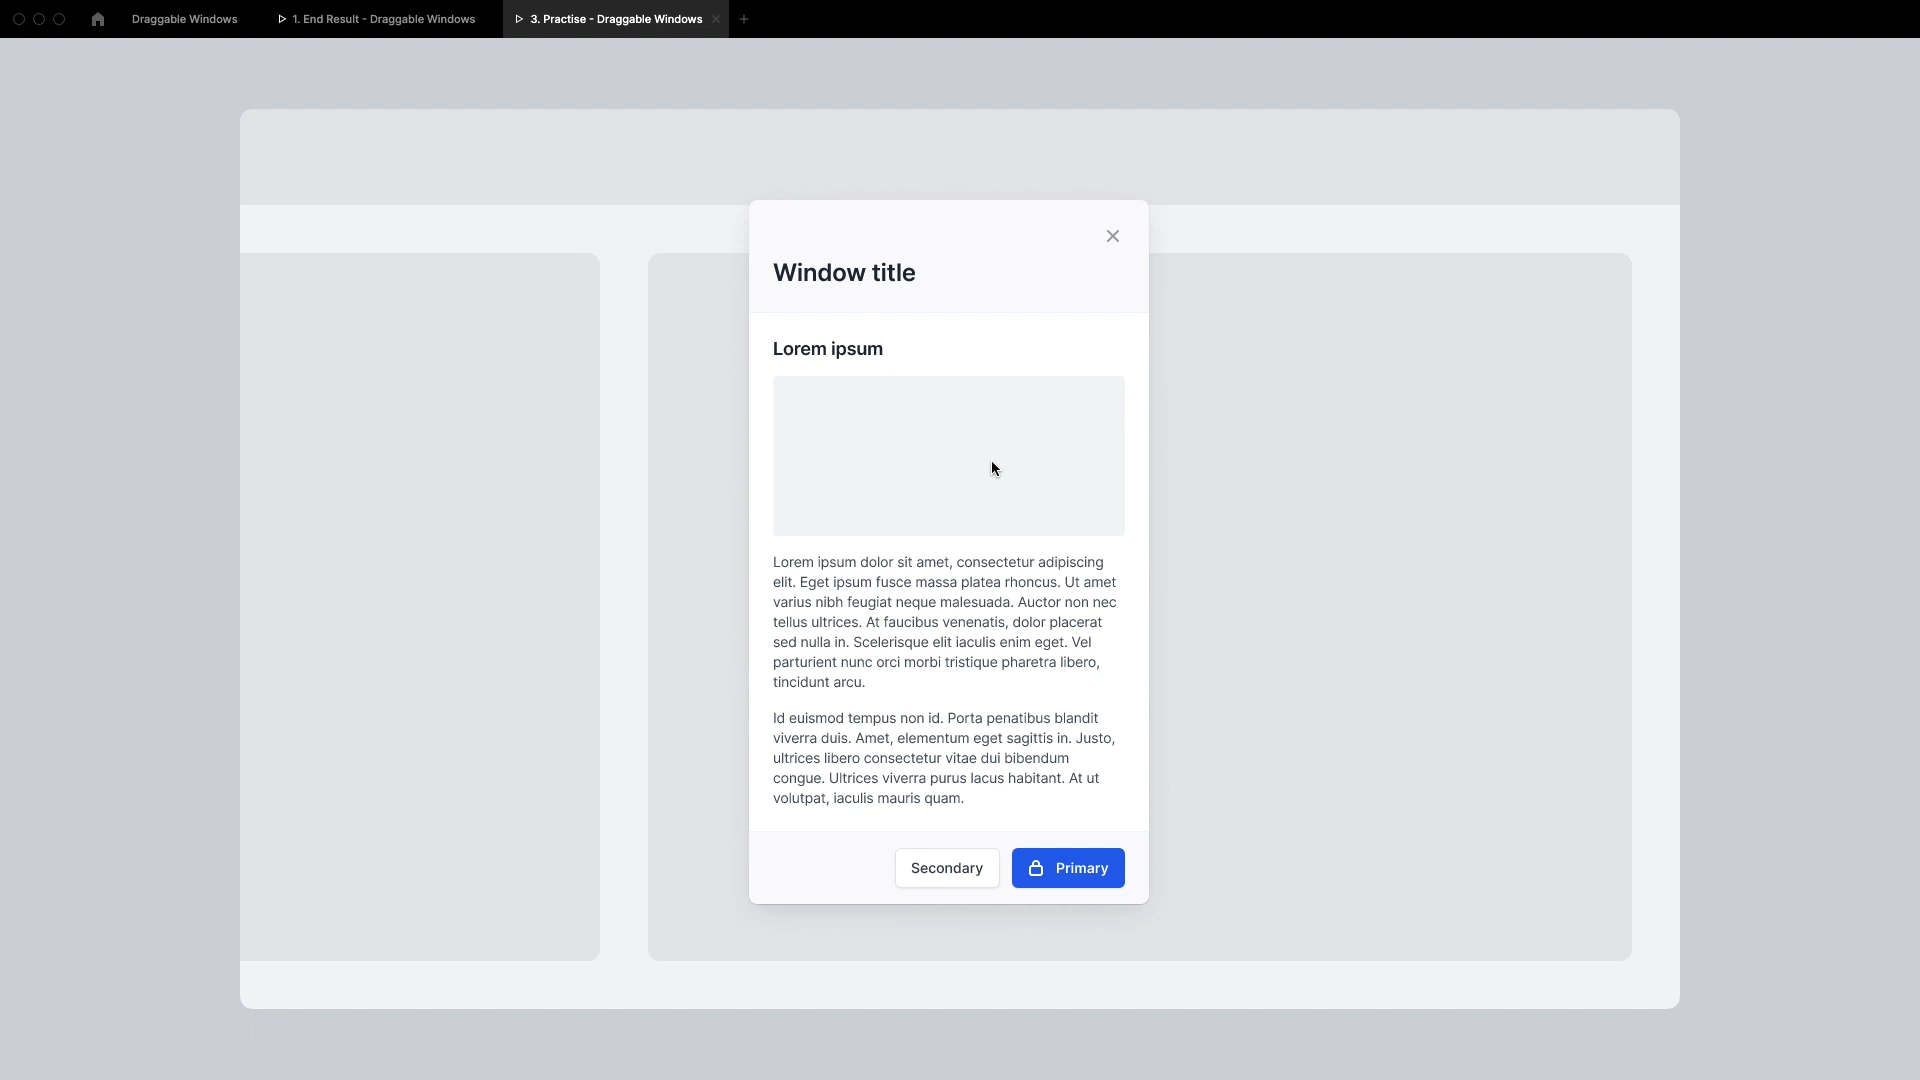 Draggable Windows
1. End Result - Draggable Windows
3. Practise - Draggable Windows
Window title
Lorem ipsum
Lorem ipsum dolor sit amet, consectetur adipiscing
elit. Eget ipsum fusce massa platea rhoncus. Ut amet
varius nibh feugiat neque malesuada. Auctor non nec
tellus ultrices. At faucibus venenatis, dolor placerat
sed nulla in. Scelerisque elit iaculis enim eget. Vel
parturient nunc orci morbi tristique pharetra libero,
tincidunt arcu.
Id euismod tempus non id. Porta penatibus blandit
viverra duis. Amet, elementum eget sagittis in. Justo,
ultrices libero consectetur vitae dui bibendum
congue. Ultrices viverra purus lacus habitant. At ut
volutpat, iaculis mauris quam.
Secondary
Primary